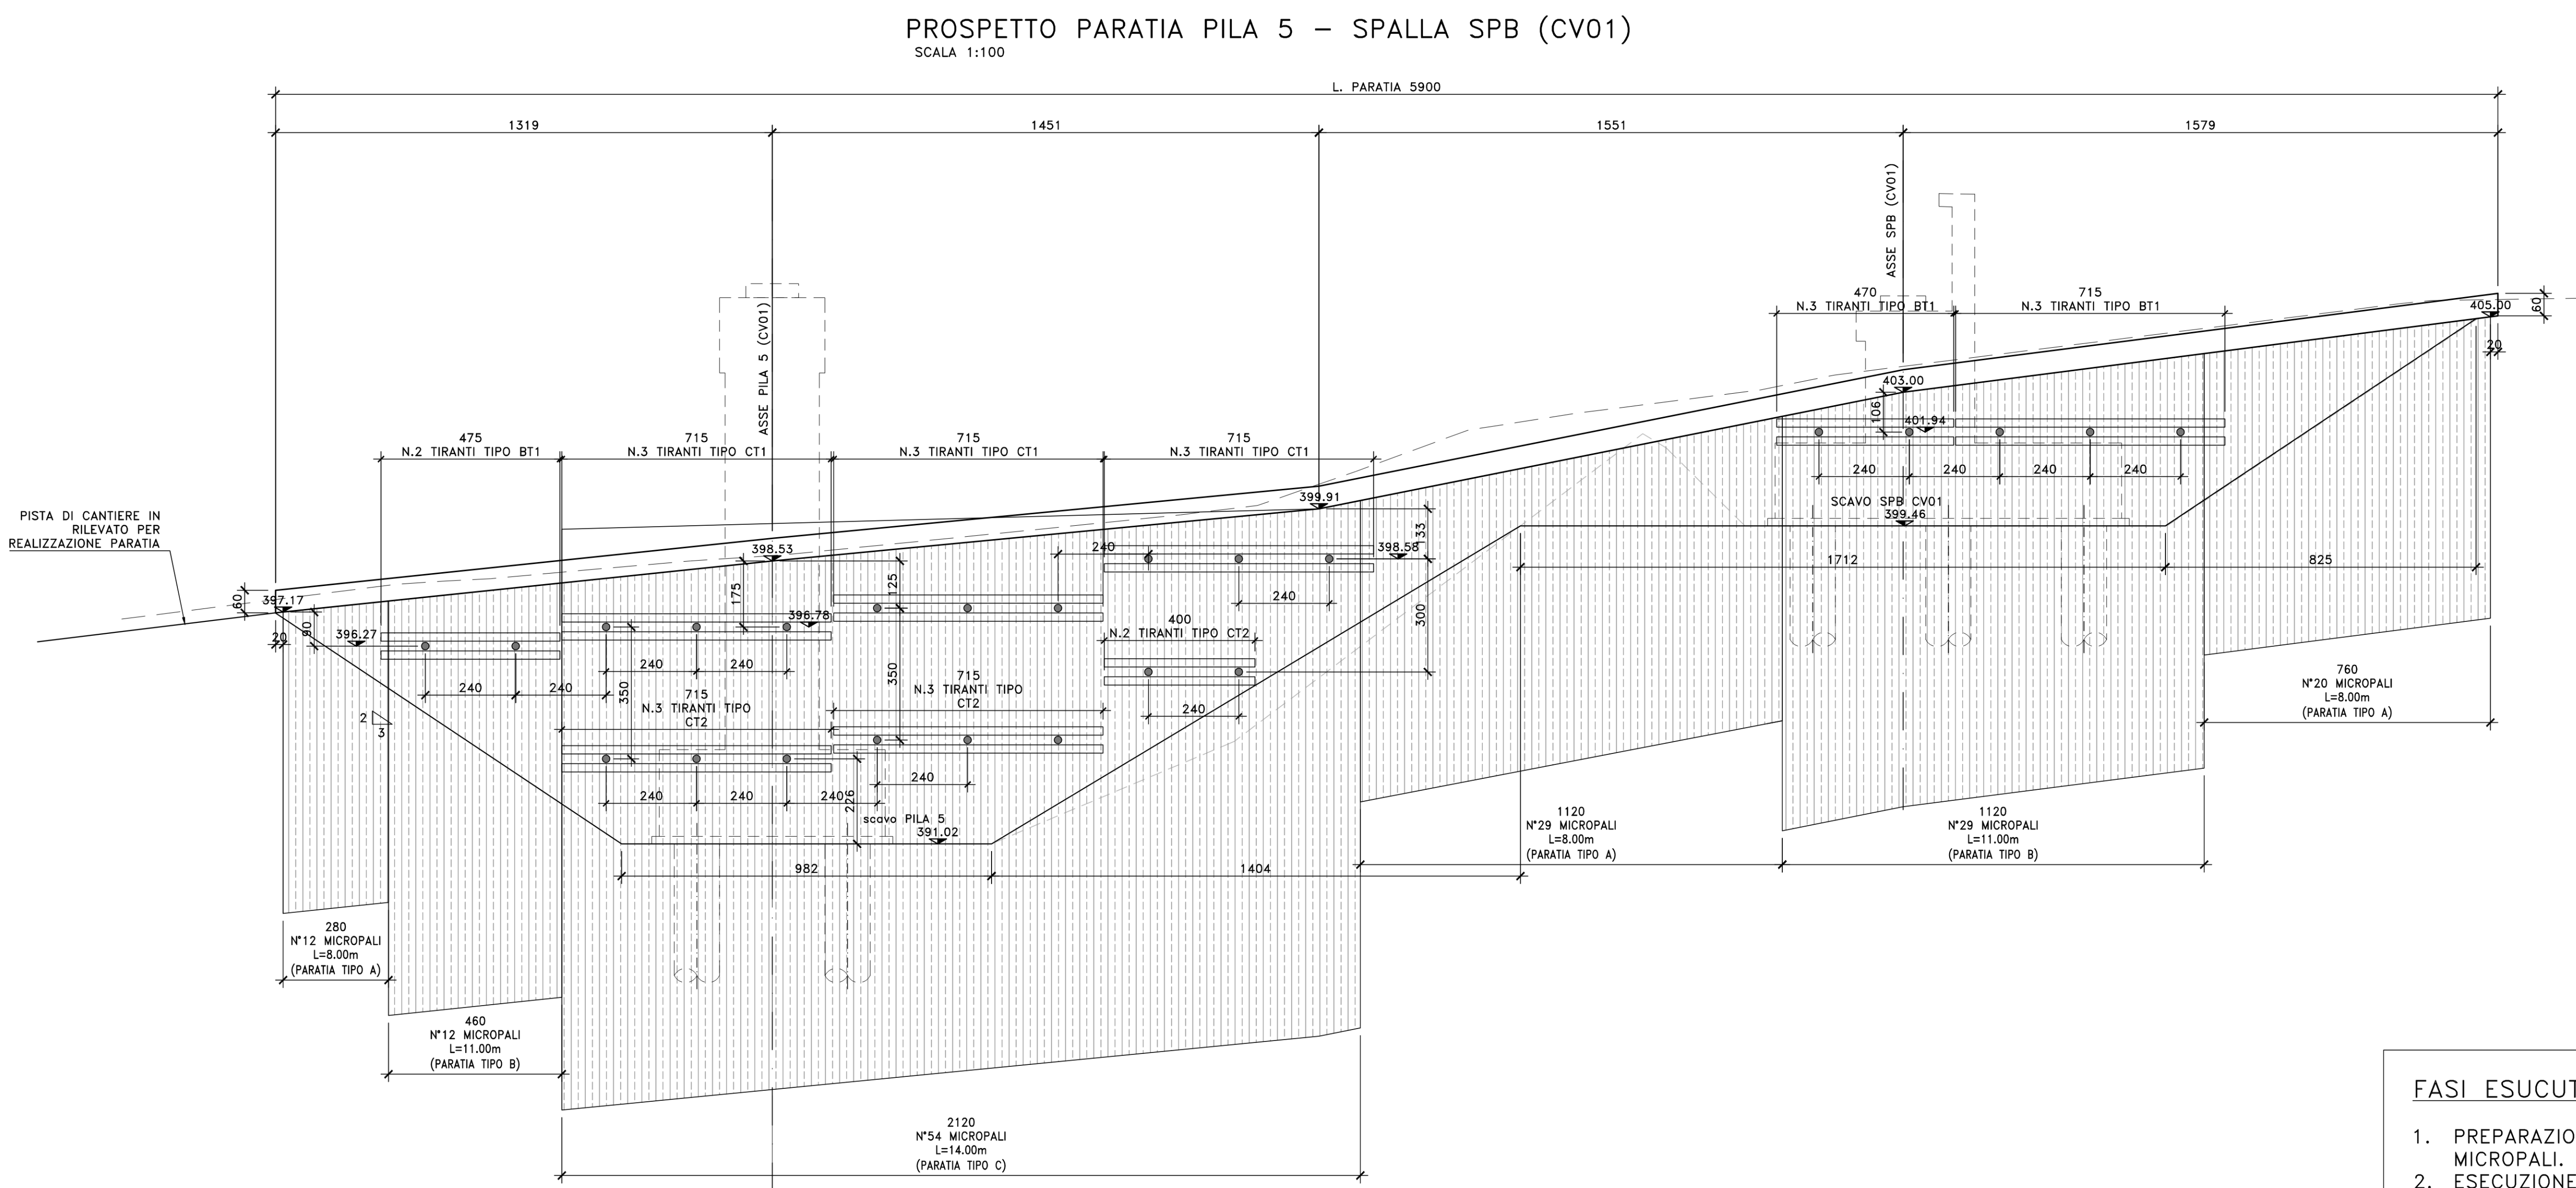 PROSPETTO PARATIA PILA 5 – SPALLA SPB (CV01)
SCALA 1:100
L. PARATIA 5900
1319
1451
1551
1579
ASSE PILA 5 (CV01)
ASSE SPB (CV01)
470
N.3 TIRANTI TIPO BT1
715
N.3 TIRANTI TIPO BT1
405.00
60
20
403.00
106
401.94
240
240
240
240
SCAVO SPB CV01
399.46
1712
825
475
N.2 TIRANTI TIPO BT1
715
N.3 TIRANTI TIPO CT1
715
N.3 TIRANTI TIPO CT1
715
N.3 TIRANTI TIPO CT1
399.91
133
398.58
240
240
300
400
N.2 TIRANTI TIPO CT2
240
PISTA DI CANTIERE IN
RILEVATO PER
REALIZZAZIONE PARATIA
60
397.17
20
90
396.27
398.53
175
396.78
125
350
240
240
240
240
350
715
N.3 TIRANTI TIPO
CT2
715
N.3 TIRANTI TIPO
CT2
2
3
240
240
240
240
226
scavo PILA 5
391.02
982
1404
280
N°12 MICROPALI
L=8.00m
(PARATIA TIPO A)
460
N°12 MICROPALI
L=11.00m
(PARATIA TIPO B)
2120
N°54 MICROPALI
L=14.00m
(PARATIA TIPO C)
1120
N°29 MICROPALI
L=8.00m
(PARATIA TIPO A)
1120
N°29 MICROPALI
L=11.00m
(PARATIA TIPO B)
760
N°20 MICROPALI
L=8.00m
(PARATIA TIPO A)
FASI ESUCUT
1. PREPARAZIO
MICROPALI.
2. ESECUZIONE